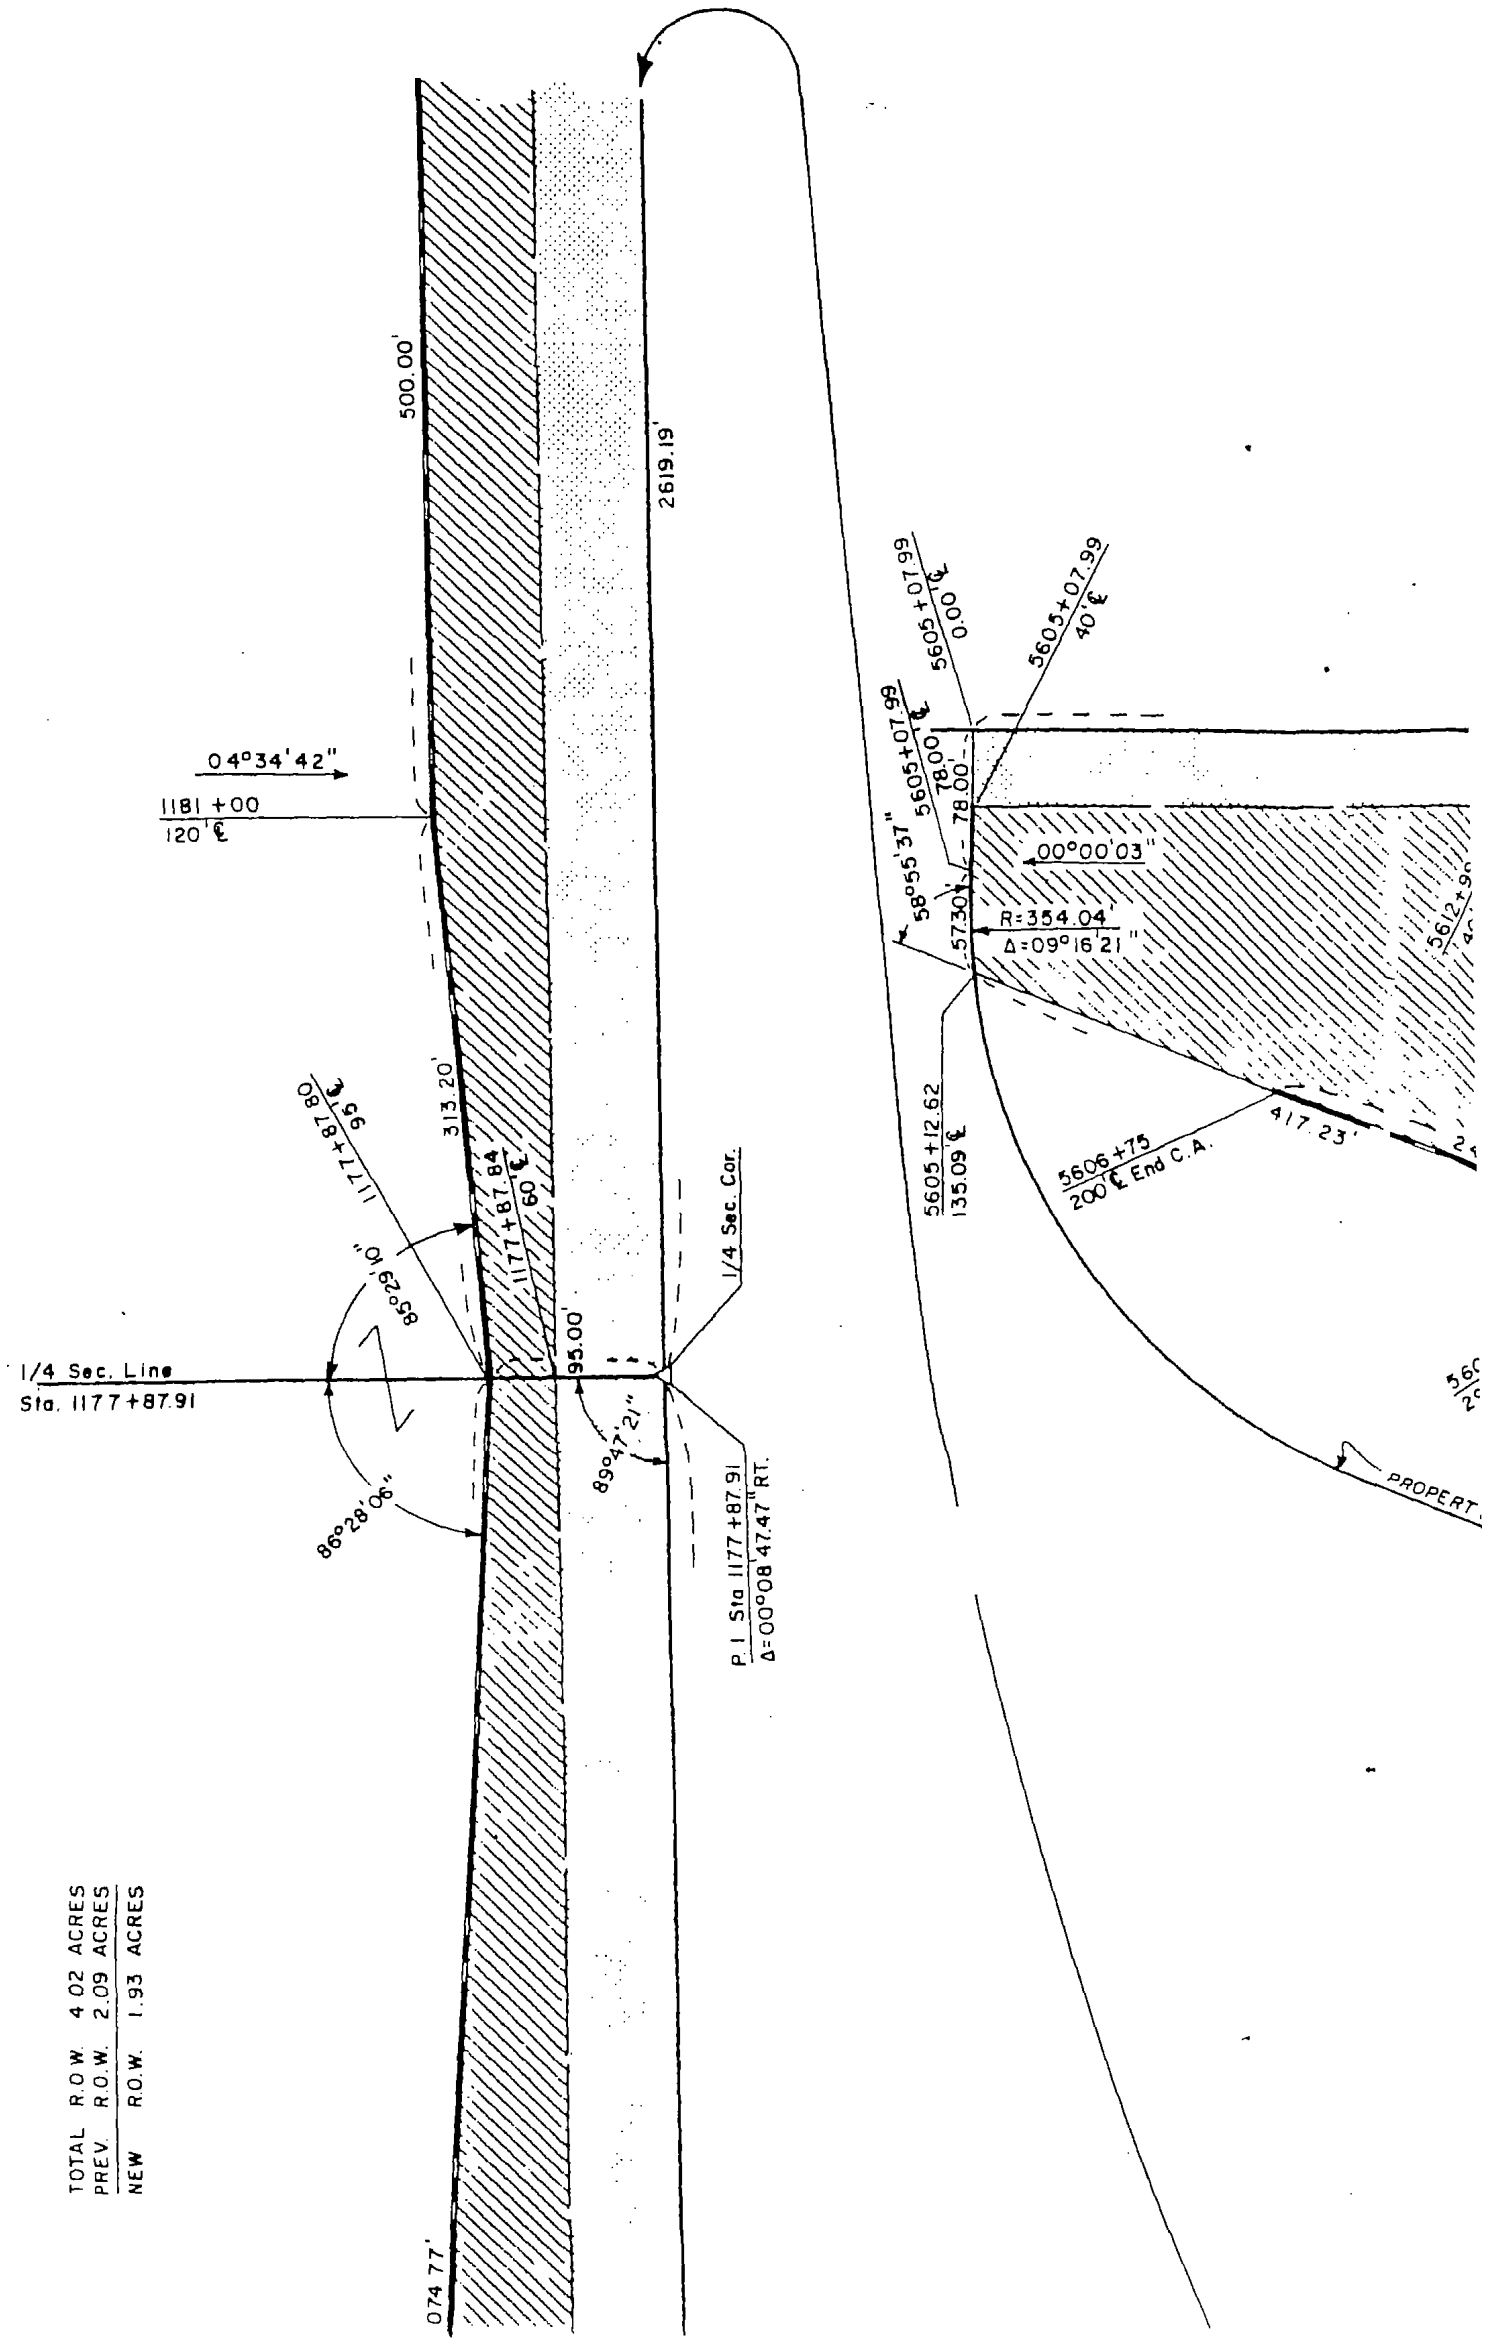 500.00'
2619.19'
04°34'42"
1181+00
120' ℄
5605+07.99
0.00' ℄
5605+07.99
40' ℄
5605+07.99
78.00' ℄
78.00'
58°55'37"
00°00'03"
57.30'
R=354.04'
Δ=09°16'21"
5612+
313.20'
1177+87.80
95' ℄
1177+87.84
60' ℄
85°29'10"
5605+12.62
135.09' ℄
5606+75
200' ℄ End C.A.
417.23'
1/4 Sec. Cor.
1/4 Sec. Line
Sta. 1177+87.91
95.00'
89°47'21"
86°28'06"
P.I. Sta 1177+87.91
Δ=00°08'47.47" RT.
PROPERT
TOTAL R.O.W. 4.02 ACRES
PREV. R.O.W. 2.09 ACRES
NEW R.O.W. 1.93 ACRES
074.77'